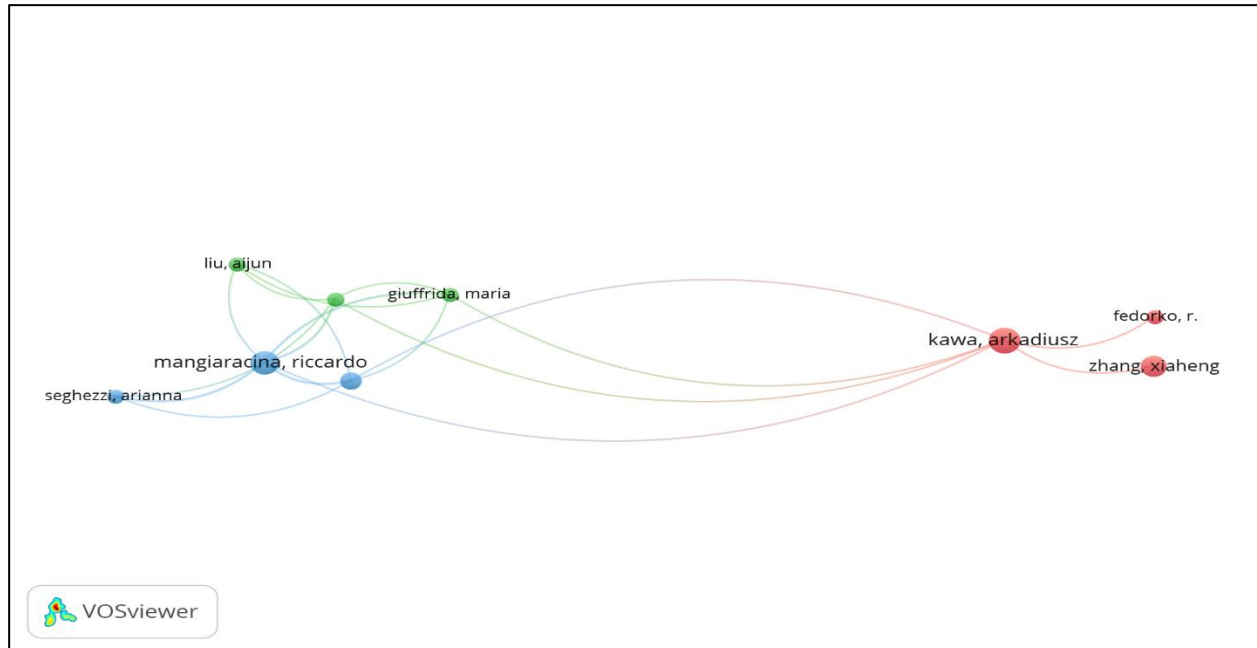 liu, aijun
giuffrida, maria
fedorko, r.
kawa, arkadiusz
mangiaracina, riccardo
zhang, xiaheng
seghezzi, arianna
VOSviewer